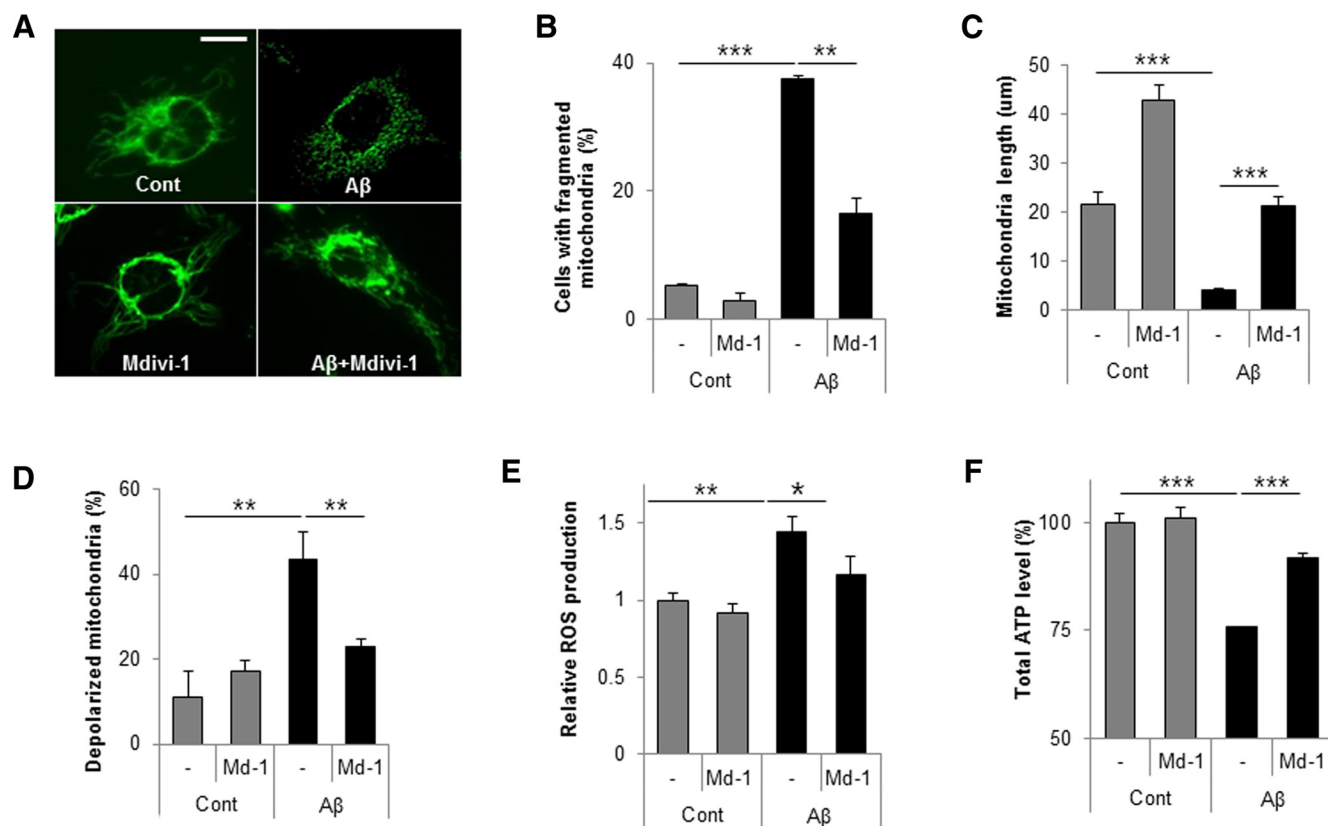 A
Cont
Aβ
Mdivi-1
Aβ+Mdivi-1
B
Cells with fragmented
mitochondria (%)
40
20
0
***
**
- Md-1 - Md-1
Cont Aβ
C
Mitochondria length (um)
50
40
30
20
10
0
***
***
- Md-1 - Md-1
Cont Aβ
D
Depolarized mitochondria (%)
60
40
20
0
**
**
- Md-1 - Md-1
Cont Aβ
E
Relative ROS production
1.5
1
0.5
0
**
*
- Md-1 - Md-1
Cont Aβ
F
Total ATP level (%)
100
75
50
***
***
- Md-1 - Md-1
Cont Aβ